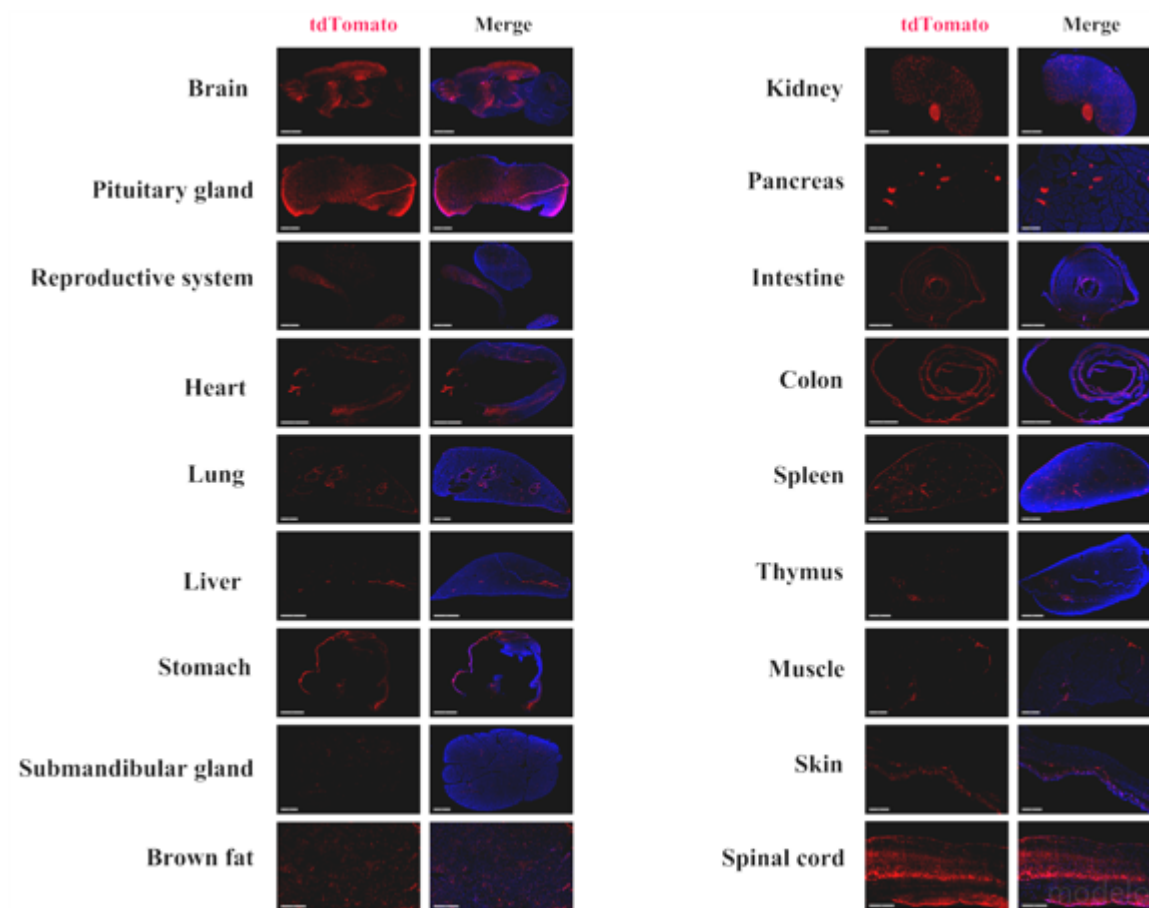 tdTomato Merge tdTomato Merge
Brain Kidney
Pituitary gland Pancreas
Reproductive system Intestine
Heart Colon
Lung Spleen
Liver Thymus
Stomach Muscle
Submandibular gland Skin
Brown fat Spinal cord